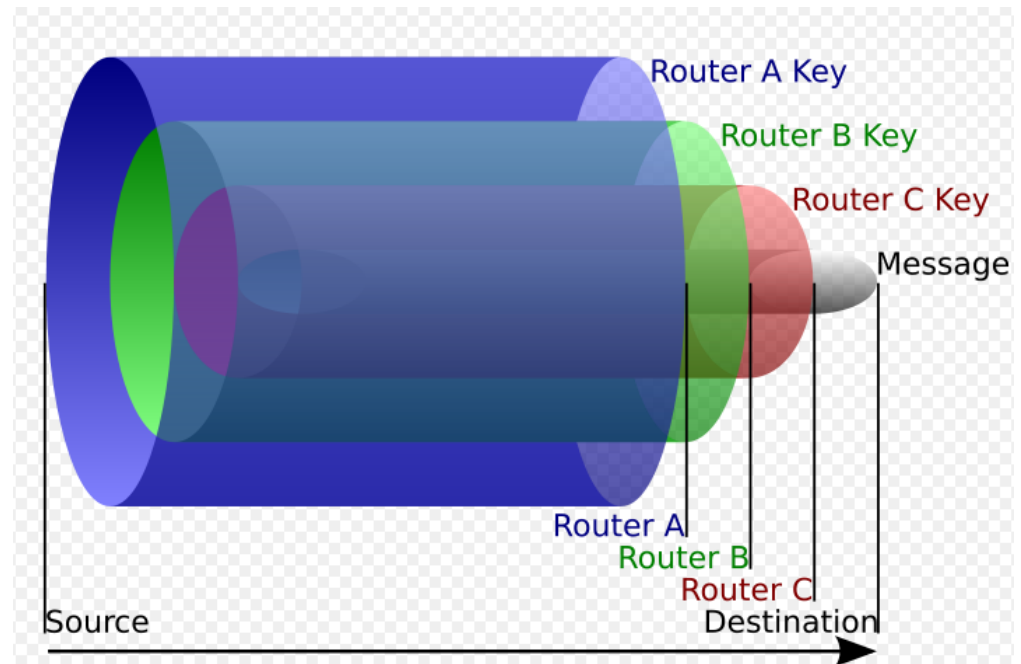 Router A Key
Router B Key
Router C Key
Message
Router A
Router B
Router C
Source
Destination